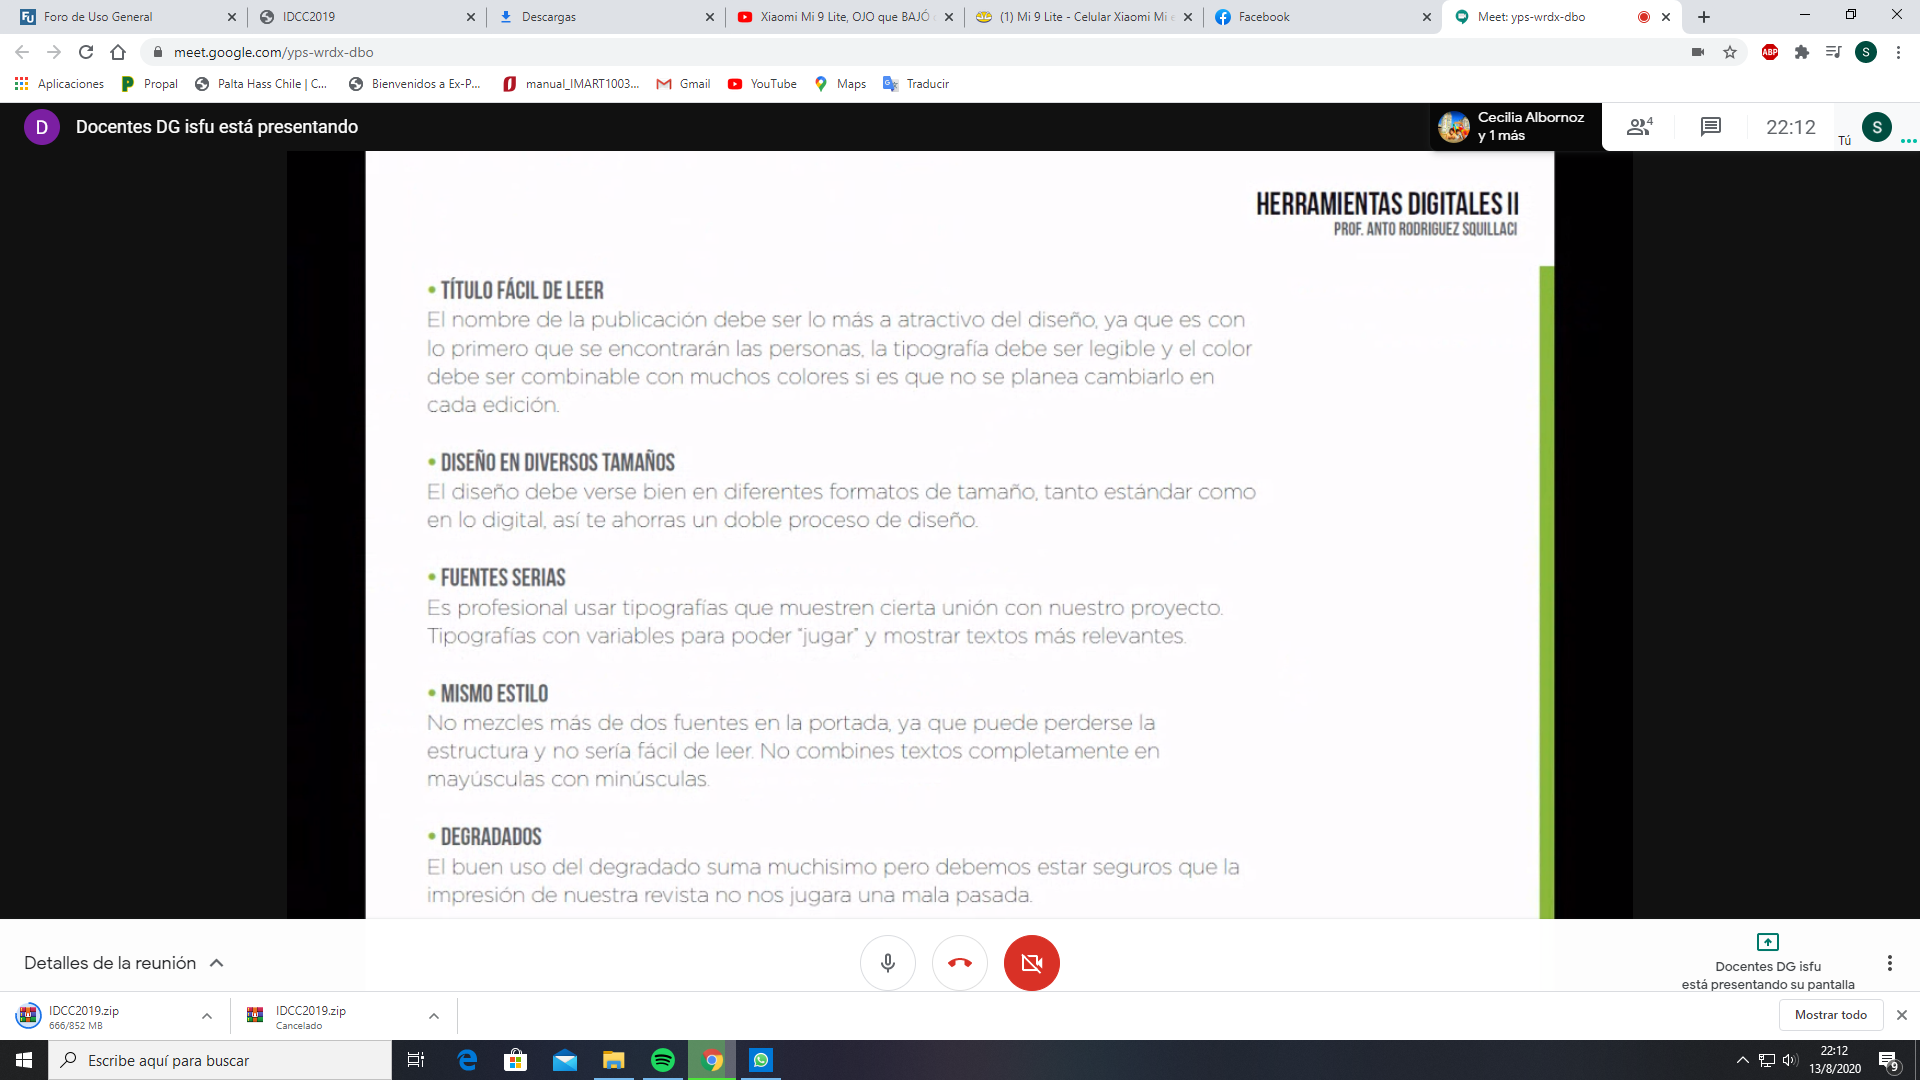 Foro de Uso General
IDCC2019
Descargas
Xiaomi Mi 9 Lite, OJO que BAJÓ
(1) Mi 9 Lite - Celular Xiaomi Mi
Facebook
Meet: yps-wrdx-dbo
meet.google.com/yps-wrdx-dbo
ABP
S
Aplicaciones
Propal
Palta Hass Chile | C...
Bienvenidos a Ex-P...
manual_IMART1003...
Gmail
YouTube
Maps
Traducir
D
Docentes DG isfu está presentando
Cecilia Albornoz
y 1 más
4
22:12
Tú
S
HERRAMIENTAS DIGITALES II
PROF. ANTO RODRIGUEZ SQUILLACI
• TÍTULO FÁCIL DE LEER
El nombre de la publicación debe ser lo más a atractivo del diseño, ya que es con
lo primero que se encontrarán las personas, la tipografía debe ser legible y el color
debe ser combinable con muchos colores si es que no se planea cambiarlo en
cada edición.
• DISEÑO EN DIVERSOS TAMAÑOS
El diseño debe verse bien en diferentes formatos de tamaño, tanto estándar como
en lo digital, así te ahorras un doble proceso de diseño.
• FUENTES SERIAS
Es profesional usar tipografías que muestren cierta unión con nuestro proyecto.
Tipografías con variables para poder "jugar" y mostrar textos más relevantes.
• MISMO ESTILO
No mezcles más de dos fuentes en la portada, ya que puede perderse la
estructura y no sería fácil de leer. No combines textos completamente en
mayúsculas con minúsculas.
• DEGRADADOS
El buen uso del degradado suma muchisimo pero debemos estar seguros que la
impresión de nuestra revista no nos jugara una mala pasada.
Detalles de la reunión
Docentes DG isfu
está presentando su pantalla
IDCC2019.zip
666/852 MB
IDCC2019.zip
Cancelado
Mostrar todo
Escribe aquí para buscar
22:12
13/8/2020
9